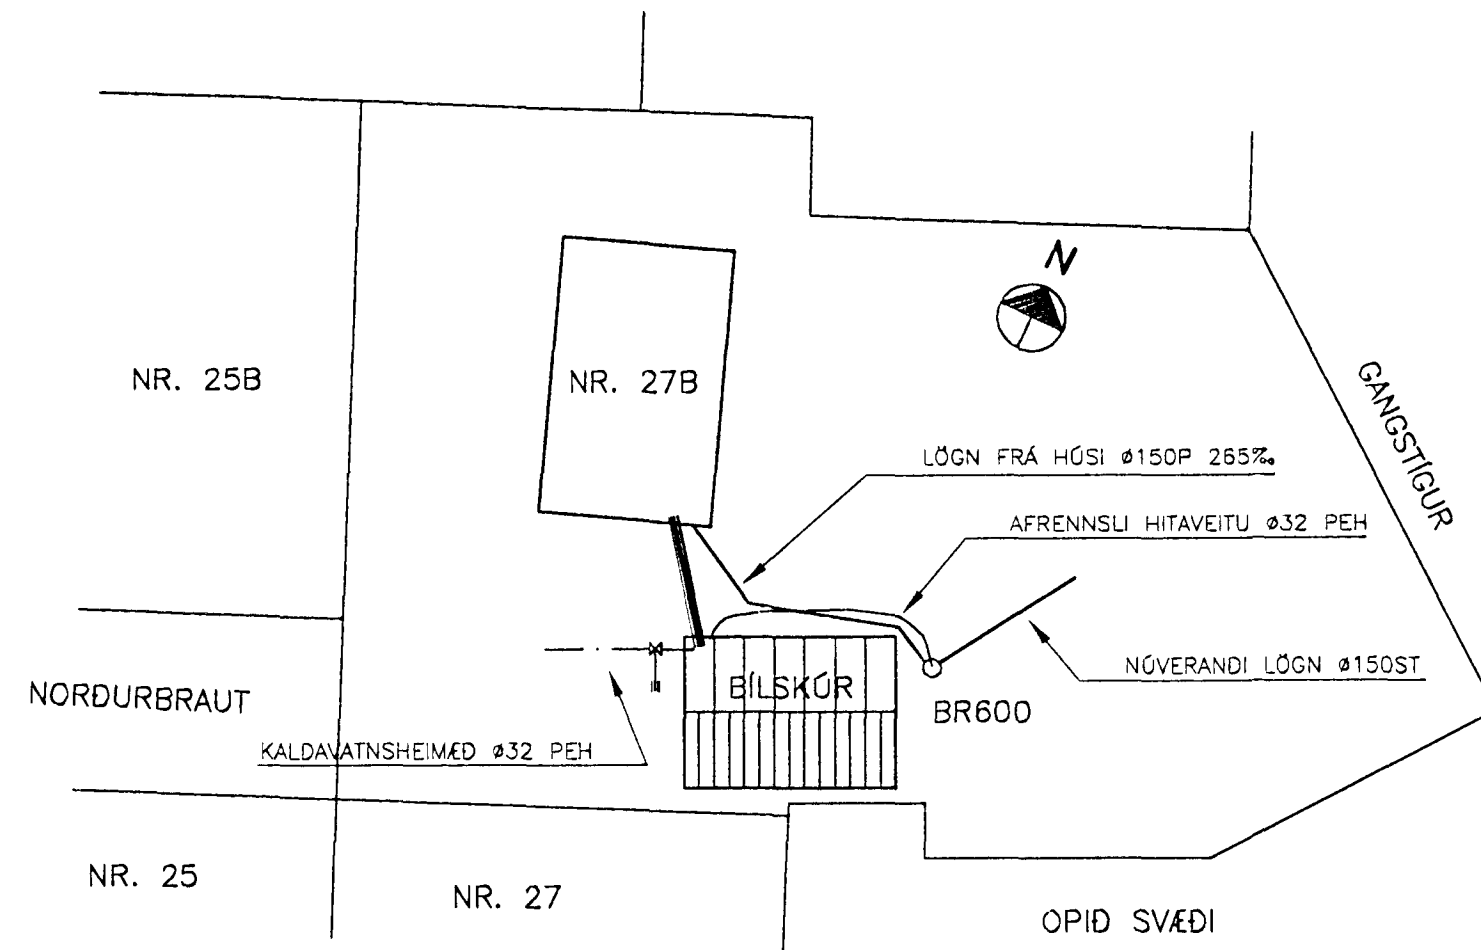 N
NR. 25B
NR. 27B
GANGSTÍGUR
LÖGN FRÁ HÚSI ø150P 265‰
AFRENNSLI HITAVEITU ø32 PEH
NÚVERANDI LÖGN ø150ST
NORÐURBRAUT
BÍLSKÚR
BR600
KALDAVATNSHEIMÆÐ ø32 PEH
NR. 25
NR. 27
OPIÐ SVÆÐI